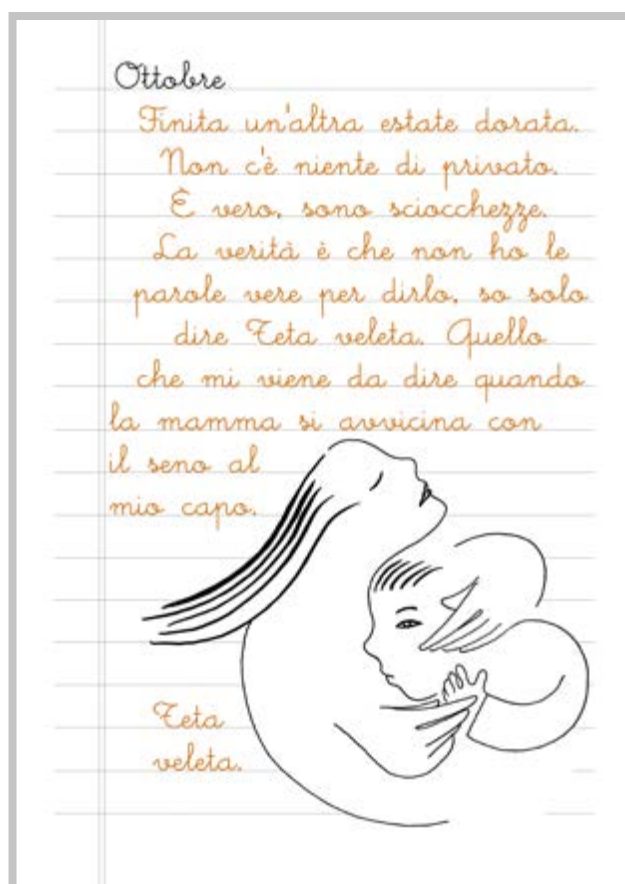 Ottobre
Finita un'altra estate dorata.
Non c'è niente di privato.
È vero, sono sciocchezze.
La verità è che non ho le
parole vere per dirlo, so solo
dire Teta veleta. Quello
che mi viene da dire quando
la mamma si avvicina con
il seno al
mio capo.
Teta
veleta.